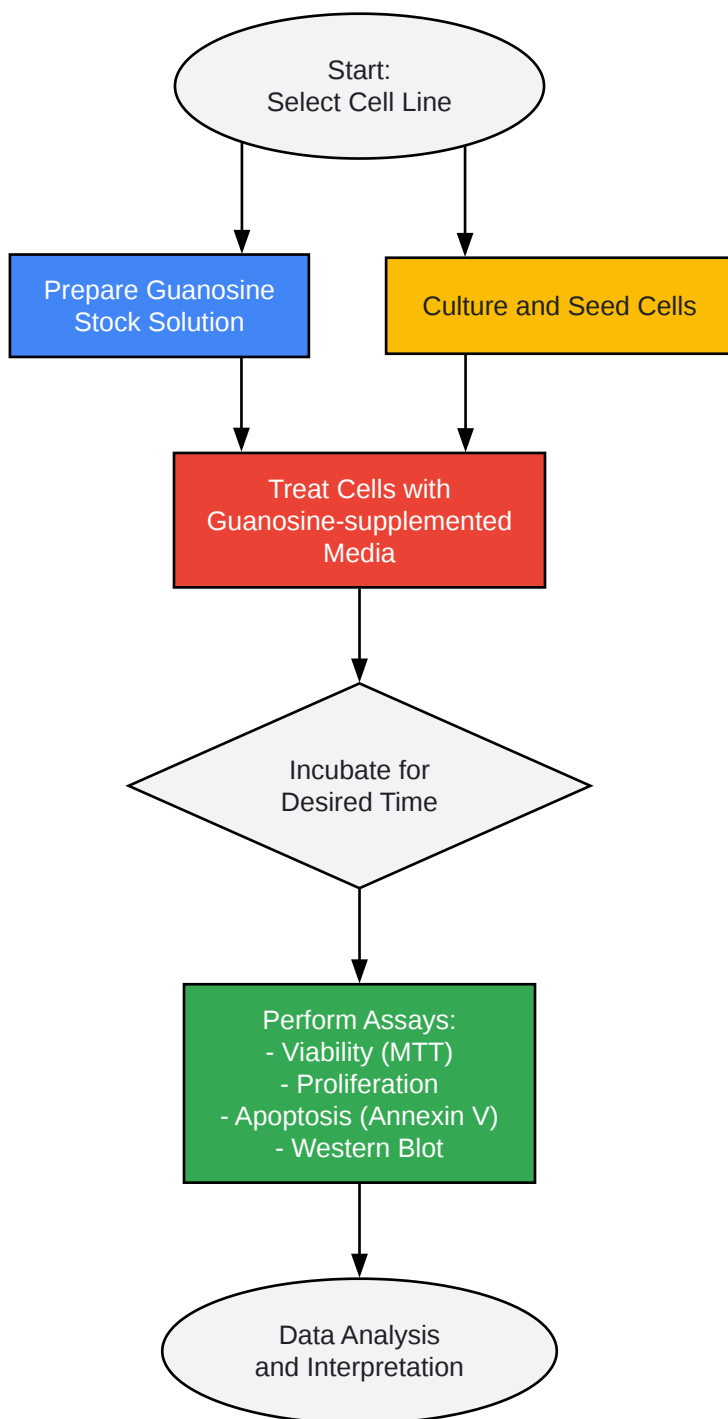 Start:
Select Cell Line
Prepare Guanosine
Stock Solution
Culture and Seed Cells
Treat Cells with
Guanosine-supplemented
Media
Incubate for
Desired Time
Perform Assays:
- Viability (MTT)
- Proliferation
- Apoptosis (Annexin V)
- Western Blot
Data Analysis
and Interpretation